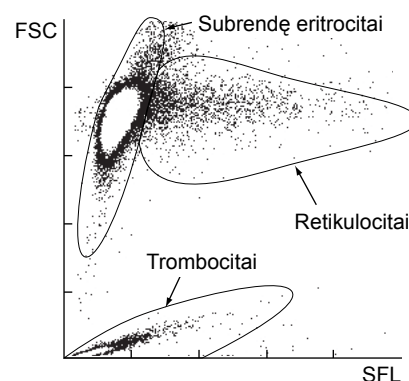 FSC
Subrendę eritrocitai
Retikulocitai
Trombocitai
SFL